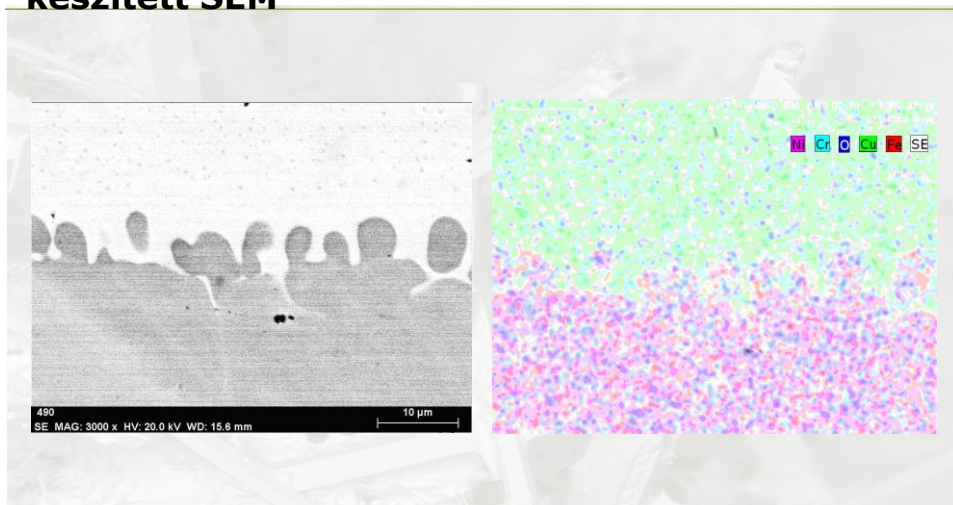 készített SEM
Ni Cr O Cu Fe SE
490
10 µm
SE MAG: 3000 x HV: 20.0 kV WD: 15.6 mm